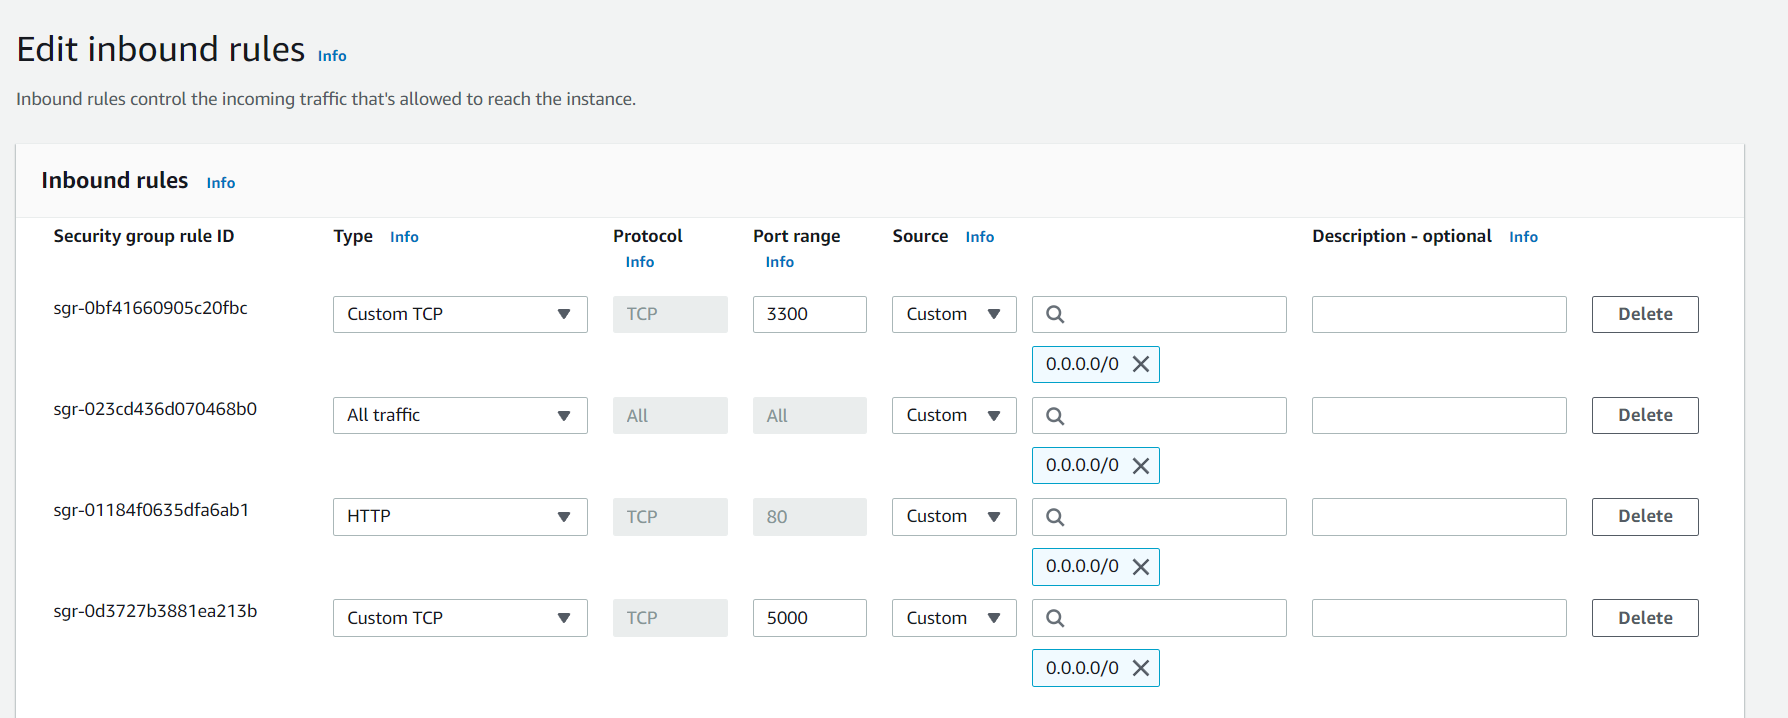 Edit inbound rules Info
Inbound rules control the incoming traffic that's allowed to reach the instance.
Inbound rules Info
Security group rule ID Type Info Protocol Info Port range Info Source Info Description - optional Info
sgr-0bf41660905c20fbc Custom TCP TCP 3300 Custom Delete
0.0.0.0/0
sgr-023cd436d070468b0 All traffic All All Custom Delete
0.0.0.0/0
sgr-01184f0635dfa6ab1 HTTP TCP 80 Custom Delete
0.0.0.0/0
sgr-0d3727b3881ea213b Custom TCP TCP 5000 Custom Delete
0.0.0.0/0